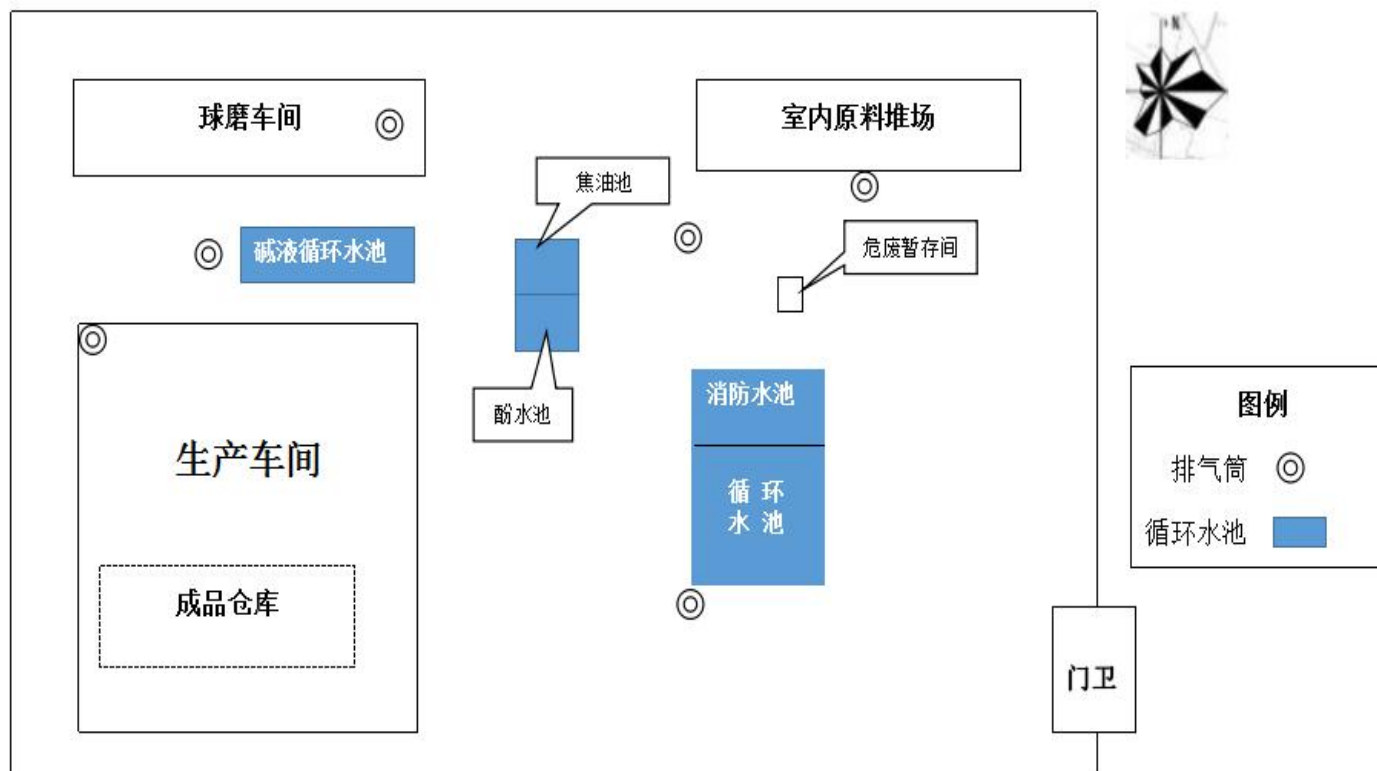 N
球磨车间
室内原料堆场
焦油池
碱液循环水池
危废暂存间
消防水池
酚水池
图例
生产车间
排气筒
循 环
水 池
循环水池
成品仓库
门卫